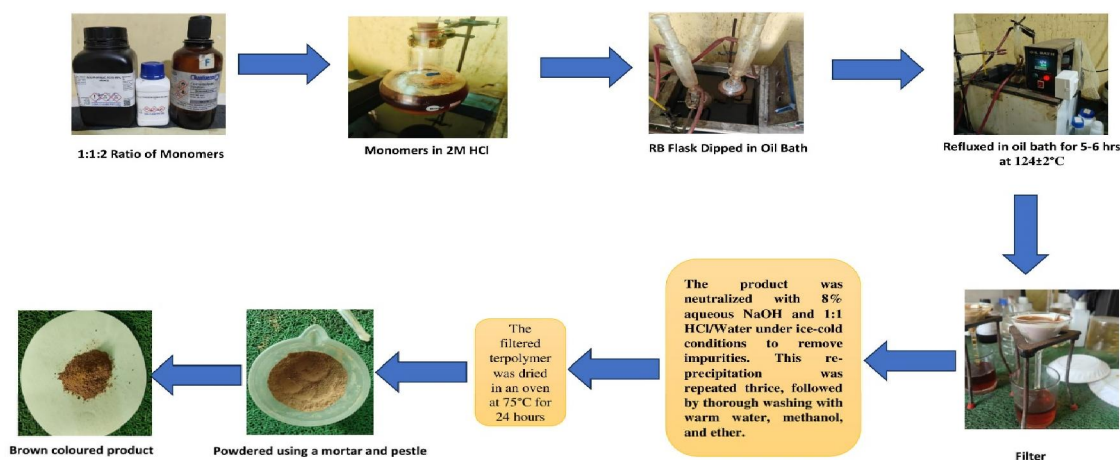 1:1:2 Ratio of Monomers
Monomers in 2M HCl
RB Flask Dipped in Oil Bath
Refluxed in oil bath for 5-6 hrs
at 124±2°C
Filter
The product was
neutralized with 8%
aqueous NaOH and 1:1
HCl/Water under ice-cold
conditions to remove
impurities. This re-
precipitation was
repeated thrice, followed
by thorough washing with
warm water, methanol,
and ether.
The
filtered
terpolymer
was dried
in an oven
at 75°C for
24 hours
Powdered using a mortar and pestle
Brown coloured product